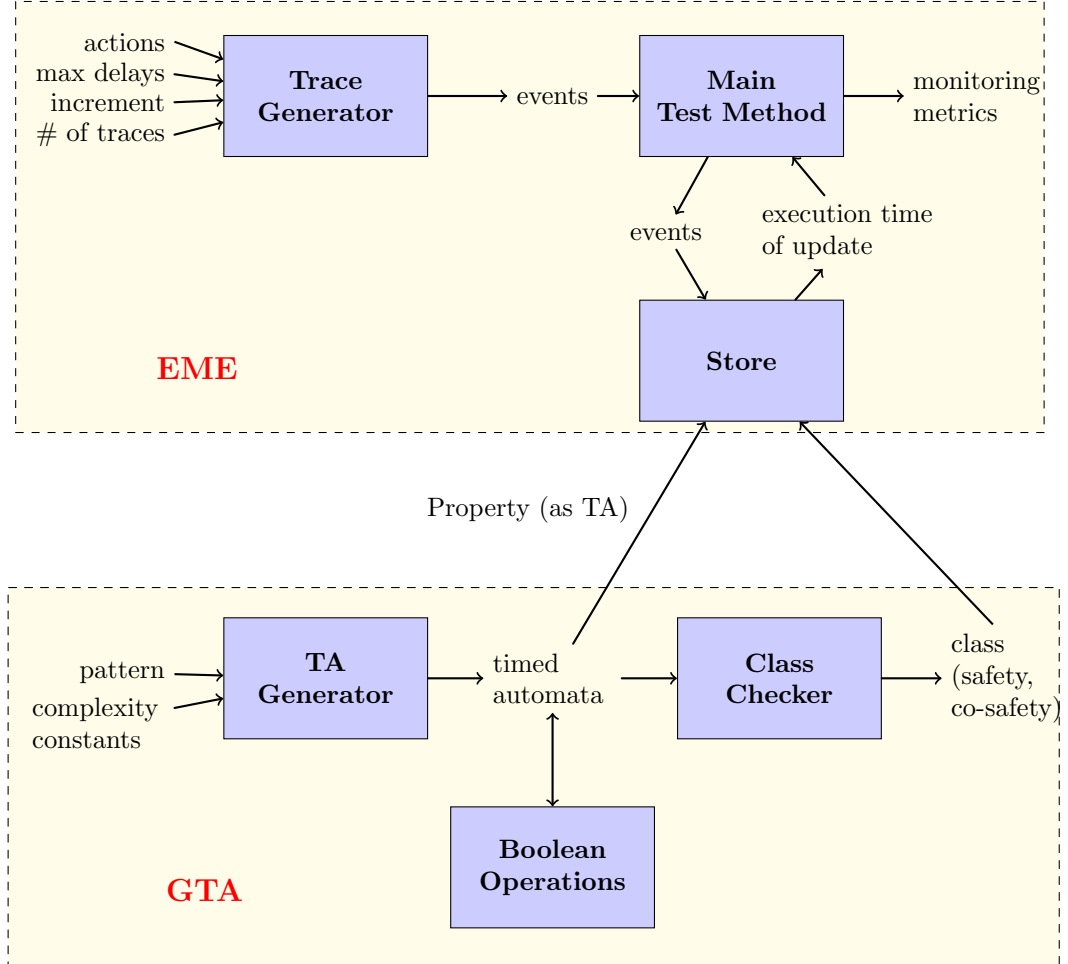 actions
max delays
increment
# of traces
Trace
Generator
events
Main
Test Method
monitoring
metrics
events
execution time
of update
Store
EME
Property (as TA)
pattern
complexity
constants
TA
Generator
timed
automata
Class
Checker
class
(safety,
co-safety)
Boolean
Operations
GTA